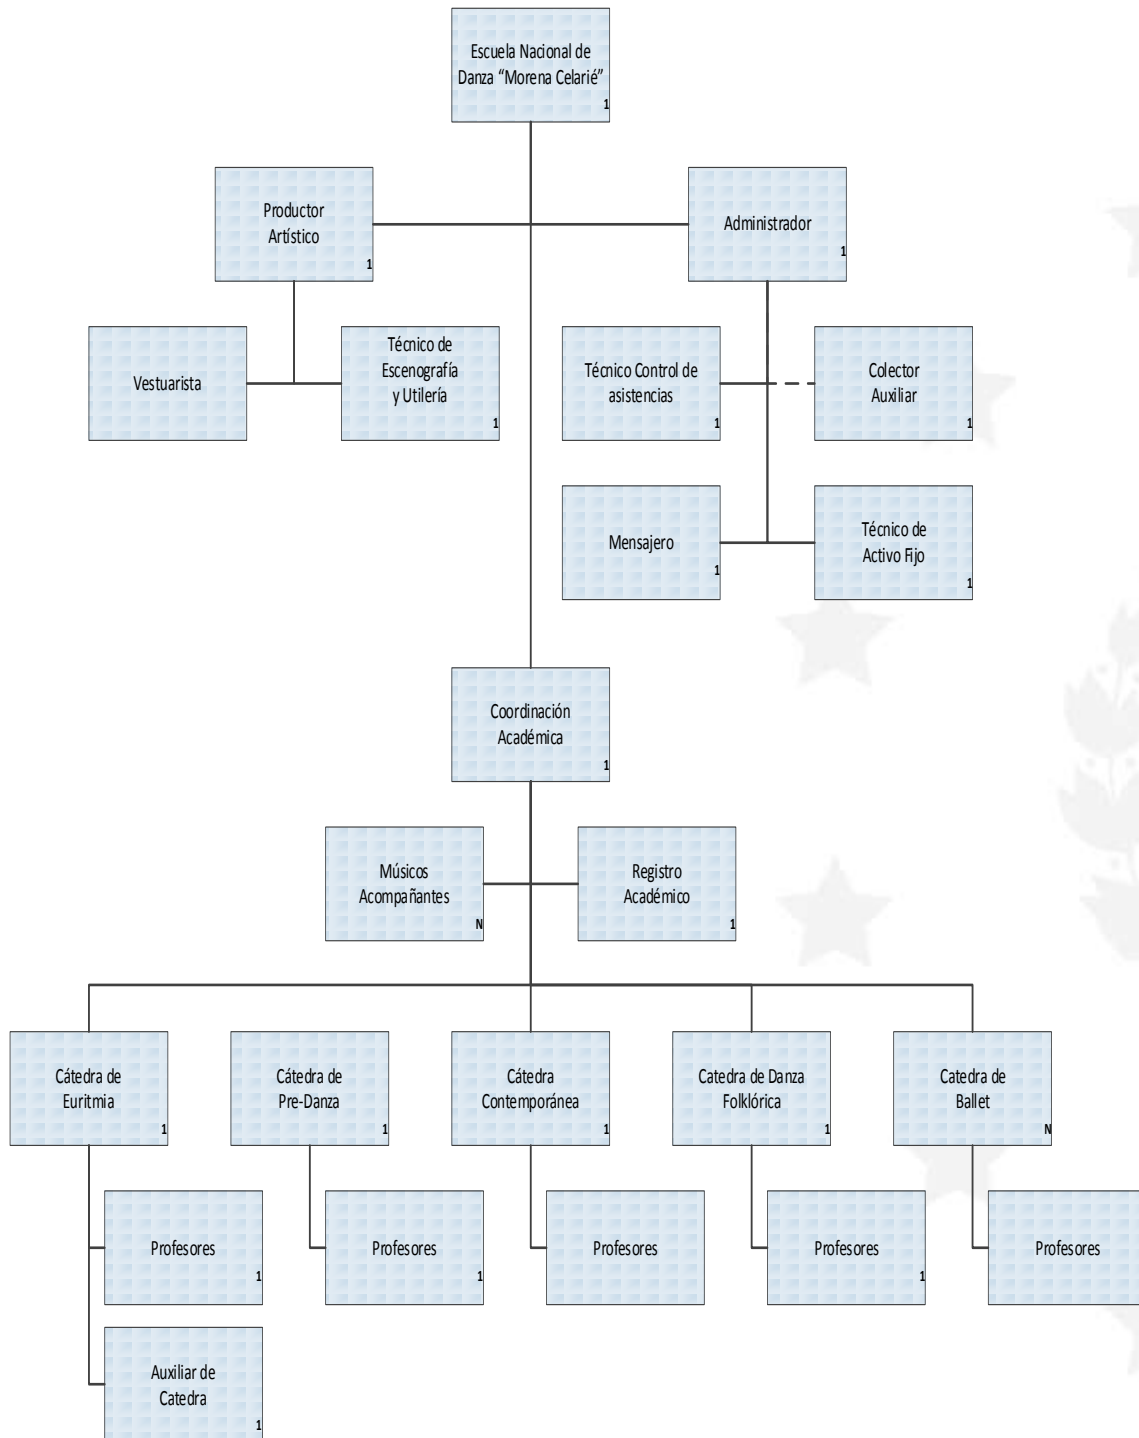 Escuela Nacional de
Danza “Morena Celarié”
1
Productor
Artístico
1
Administrador
1
Vestuarista
Técnico de
Escenografía
y Utilería
1
Técnico Control de
asistencias
1
Colector
Auxiliar
1
Mensajero
1
Técnico de
Activo Fijo
1
Coordinación
Académica
1
Músicos
Acompañantes
N
Registro
Académico
1
Cátedra de
Euritmia
1
Cátedra de
Pre-Danza
1
Cátedra
Contemporánea
1
Catedra de Danza
Folklórica
1
Catedra de
Ballet
N
Profesores
1
Profesores
1
Profesores
Profesores
1
Profesores
Auxiliar de
Catedra
1